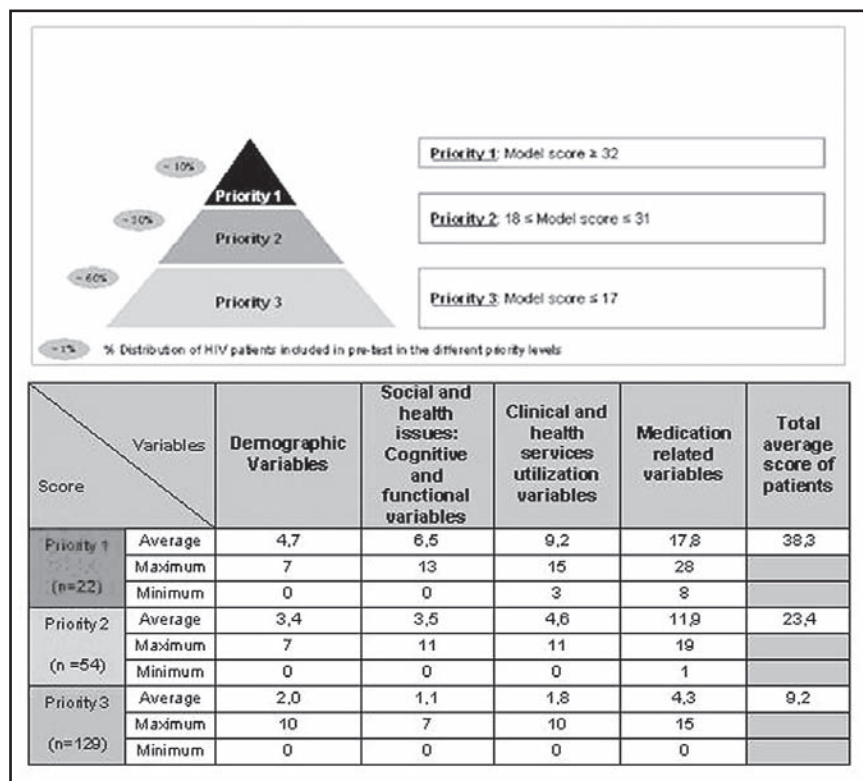 ~ 10%
Priority 1
Priority 1: Model score ≥ 32
~ 30%
Priority 2
Priority 2: 18 ≤ Model score ≤ 31
~ 60%
Priority 3
Priority 3: Model score ≤ 17
~ 1% % Distribution of HIV patients included in pre-test in the different priority levels
Variables
Score
Demographic
Variables
Social and
health
issues:
Cognitive
and
functional
variables
Clinical and
health
services
utilization
variables
Medication
related
variables
Total
average
score of
patients
Priority 1
(n=22)
Average 4,7 6,5 9,2 17,8 38,3
Maximum 7 13 15 28
Minimum 0 0 3 8
Priority 2
(n =54)
Average 3,4 3,5 4,6 11,9 23,4
Maximum 7 11 11 19
Minimum 0 0 0 1
Priority 3
(n=129)
Average 2,0 1,1 1,8 4,3 9,2
Maximum 10 7 10 15
Minimum 0 0 0 0